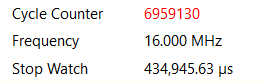 Cycle Counter 6959130
Frequency 16.000 MHz
Stop Watch 434,945.63 µs